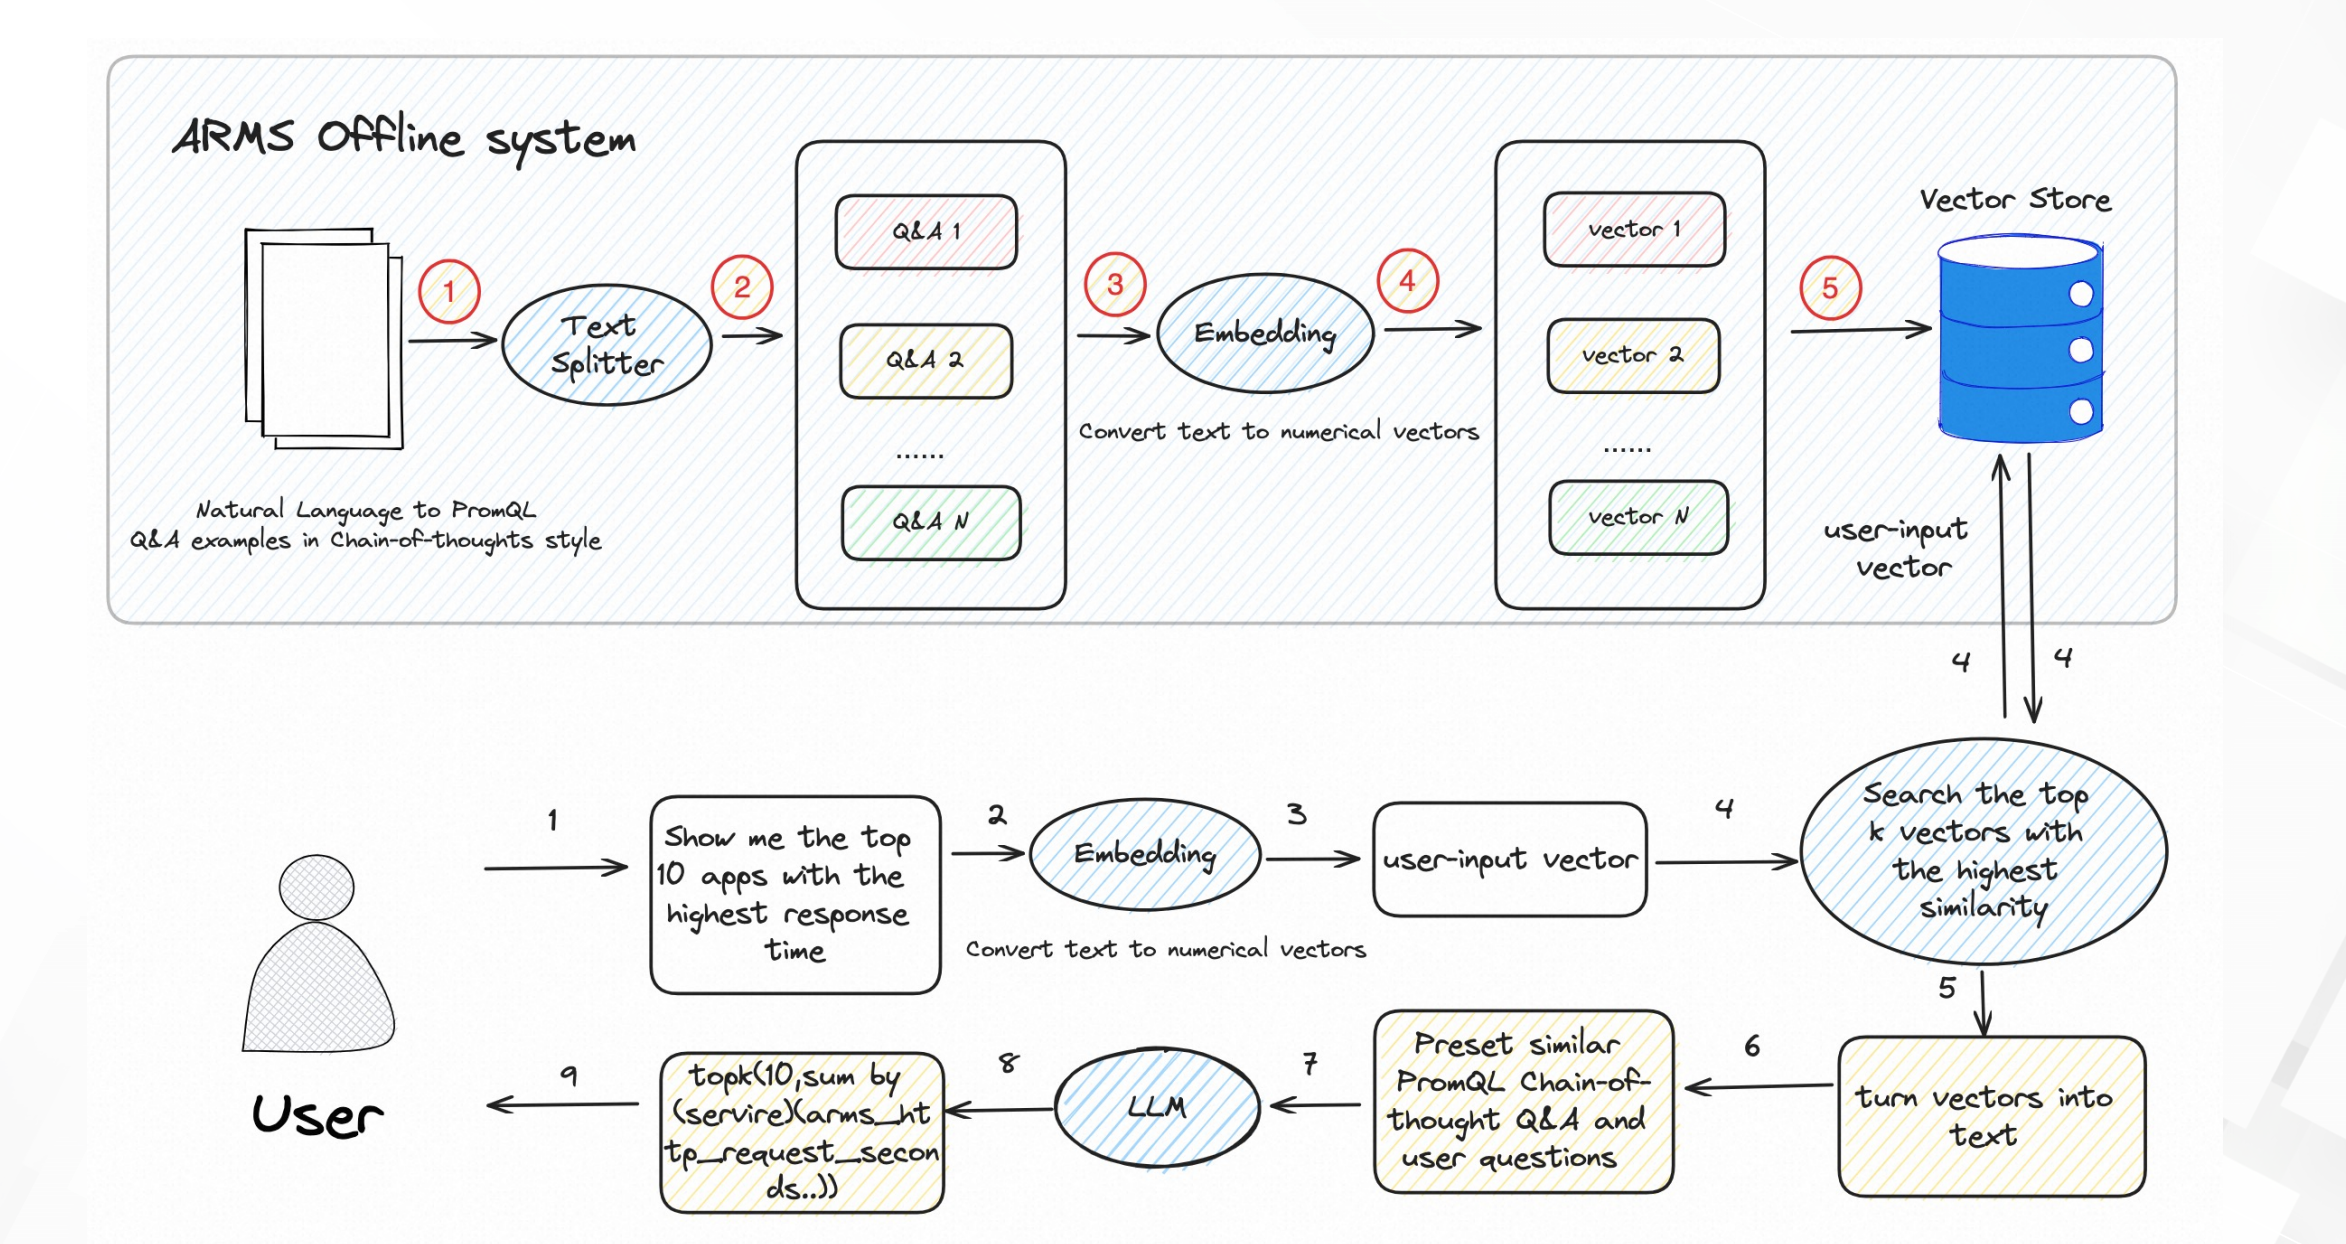 ARMS Offline system
1
Text
Splitter
2
Q&A 1
Q&A 2
......
Q&A N
3
Embedding
Convert text to numerical vectors
4
vector 1
vector 2
......
vector N
5
Vector Store
Natural Language to PromQL
Q&A examples in Chain-of-thoughts style
user-input
vector
4
4
User
1
Show me the top
10 apps with the
highest response
time
2
Embedding
Convert text to numerical vectors
3
user-input vector
4
Search the top
k vectors with
the highest
similarity
5
turn vectors into
text
6
Preset similar
PromQL Chain-of-
thought Q&A and
user questions
7
LLM
8
topk(10,sum by
(servire)(arms_ht
tp_request_secon
ds..))
9